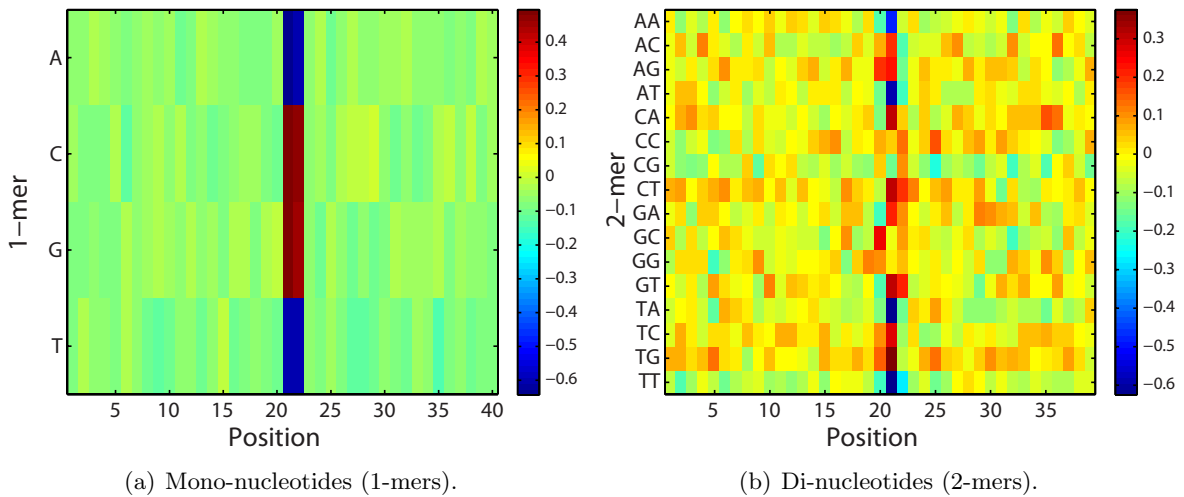 A
C
G
T
1−mer
5
10
15
20
25
30
35
40
Position
0.4
0.3
0.2
0.1
0
−0.1
−0.2
−0.3
−0.4
−0.5
−0.6
(a) Mono-nucleotides (1-mers).
AA
AC
AG
AT
CA
CC
CG
CT
GA
GC
GG
GT
TA
TC
TG
TT
2−mer
5
10
15
20
25
30
35
Position
0.3
0.2
0.1
0
−0.1
−0.2
−0.3
−0.4
−0.5
−0.6
(b) Di-nucleotides (2-mers).